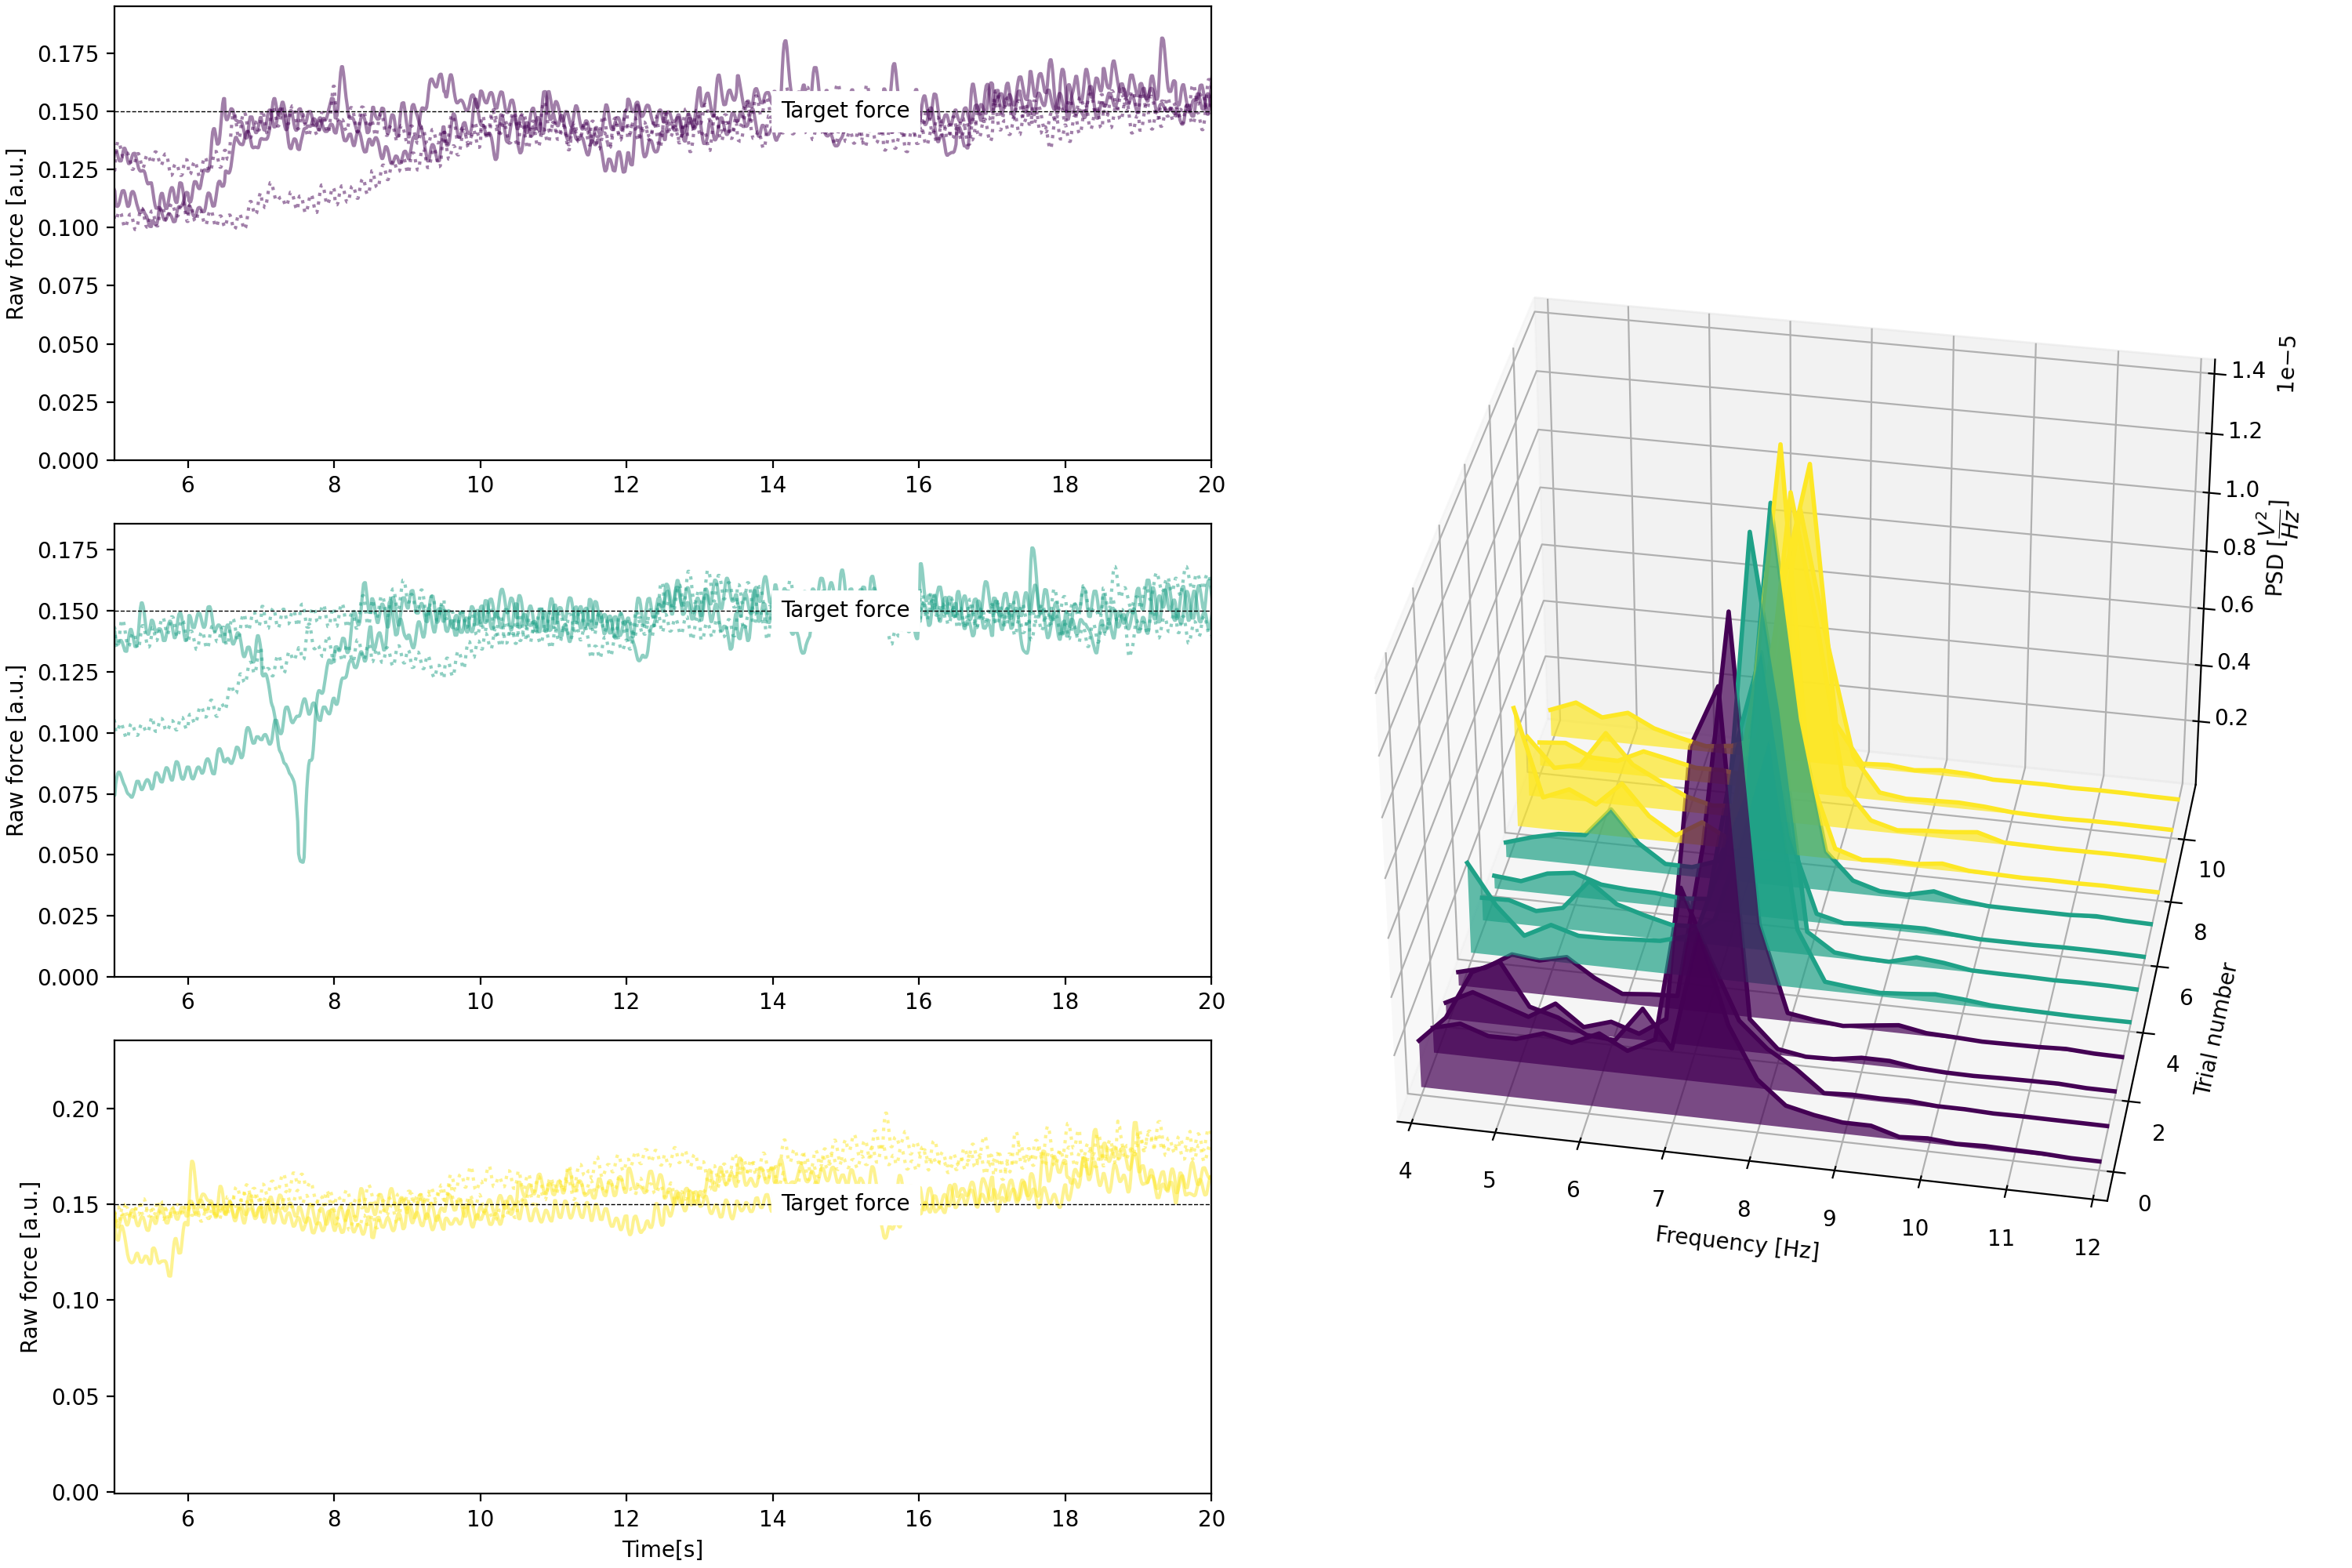 0.175
0.150
0.125
0.100
0.075
0.050
0.025
0.000
Raw force [a.u.]
Target force
6 8 10 12 14 16 18 20
0.175
0.150
0.125
0.100
0.075
0.050
0.025
0.000
Raw force [a.u.]
Target force
6 8 10 12 14 16 18 20
0.20
0.15
0.10
0.05
0.00
Raw force [a.u.]
Target force
6 8 10 12 14 16 18 20
Time[s]
1e−5
1.4
1.2
1.0
0.8
0.6
0.4
0.2
PSD [V²/Hz]
10
8
6
4
2
0
Trial number
4 5 6 7 8 9 10 11 12
Frequency [Hz]